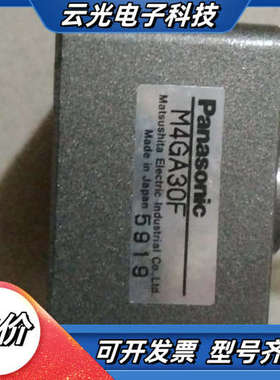 云光电子科技
Panasonic
M4GA30F
Matsushita Electric Industrial Co.,Ltd.
Made in Japan
5919
价
可开发票 型号齐